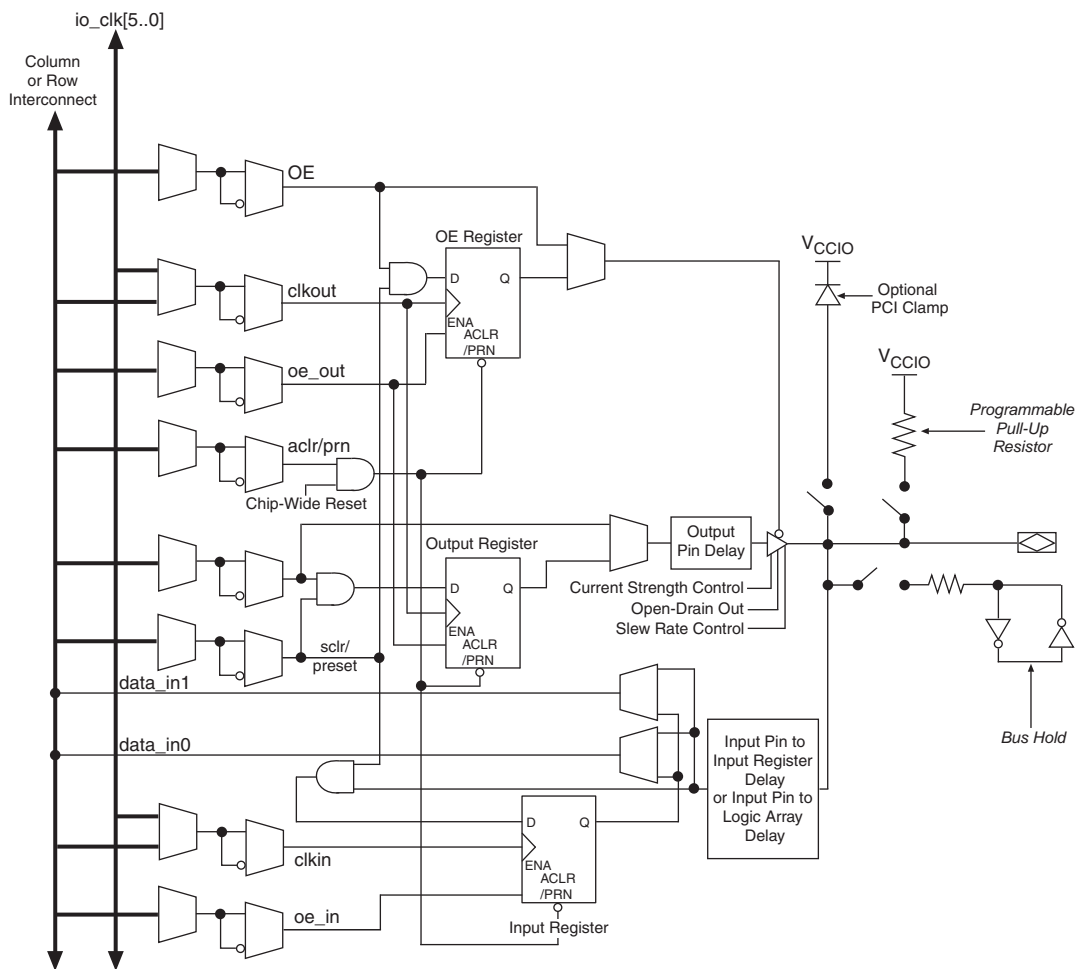 io_clk[5..0]
Column
or Row
Interconnect
OE
OE Register
D
Q
ENA
ACLR
/PRN
clkout
oe_out
aclr/prn
Chip-Wide Reset
VCCIO
Optional
PCI Clamp
VCCIO
Programmable
Pull-Up
Resistor
Output Register
D
Q
ENA
ACLR
/PRN
Output
Pin Delay
Current Strength Control
Open-Drain Out
Slew Rate Control
sclr/
preset
data_in1
data_in0
Bus Hold
Input Pin to
Input Register
Delay
or Input Pin to
Logic Array
Delay
D
Q
ENA
ACLR
/PRN
clkin
oe_in
Input Register